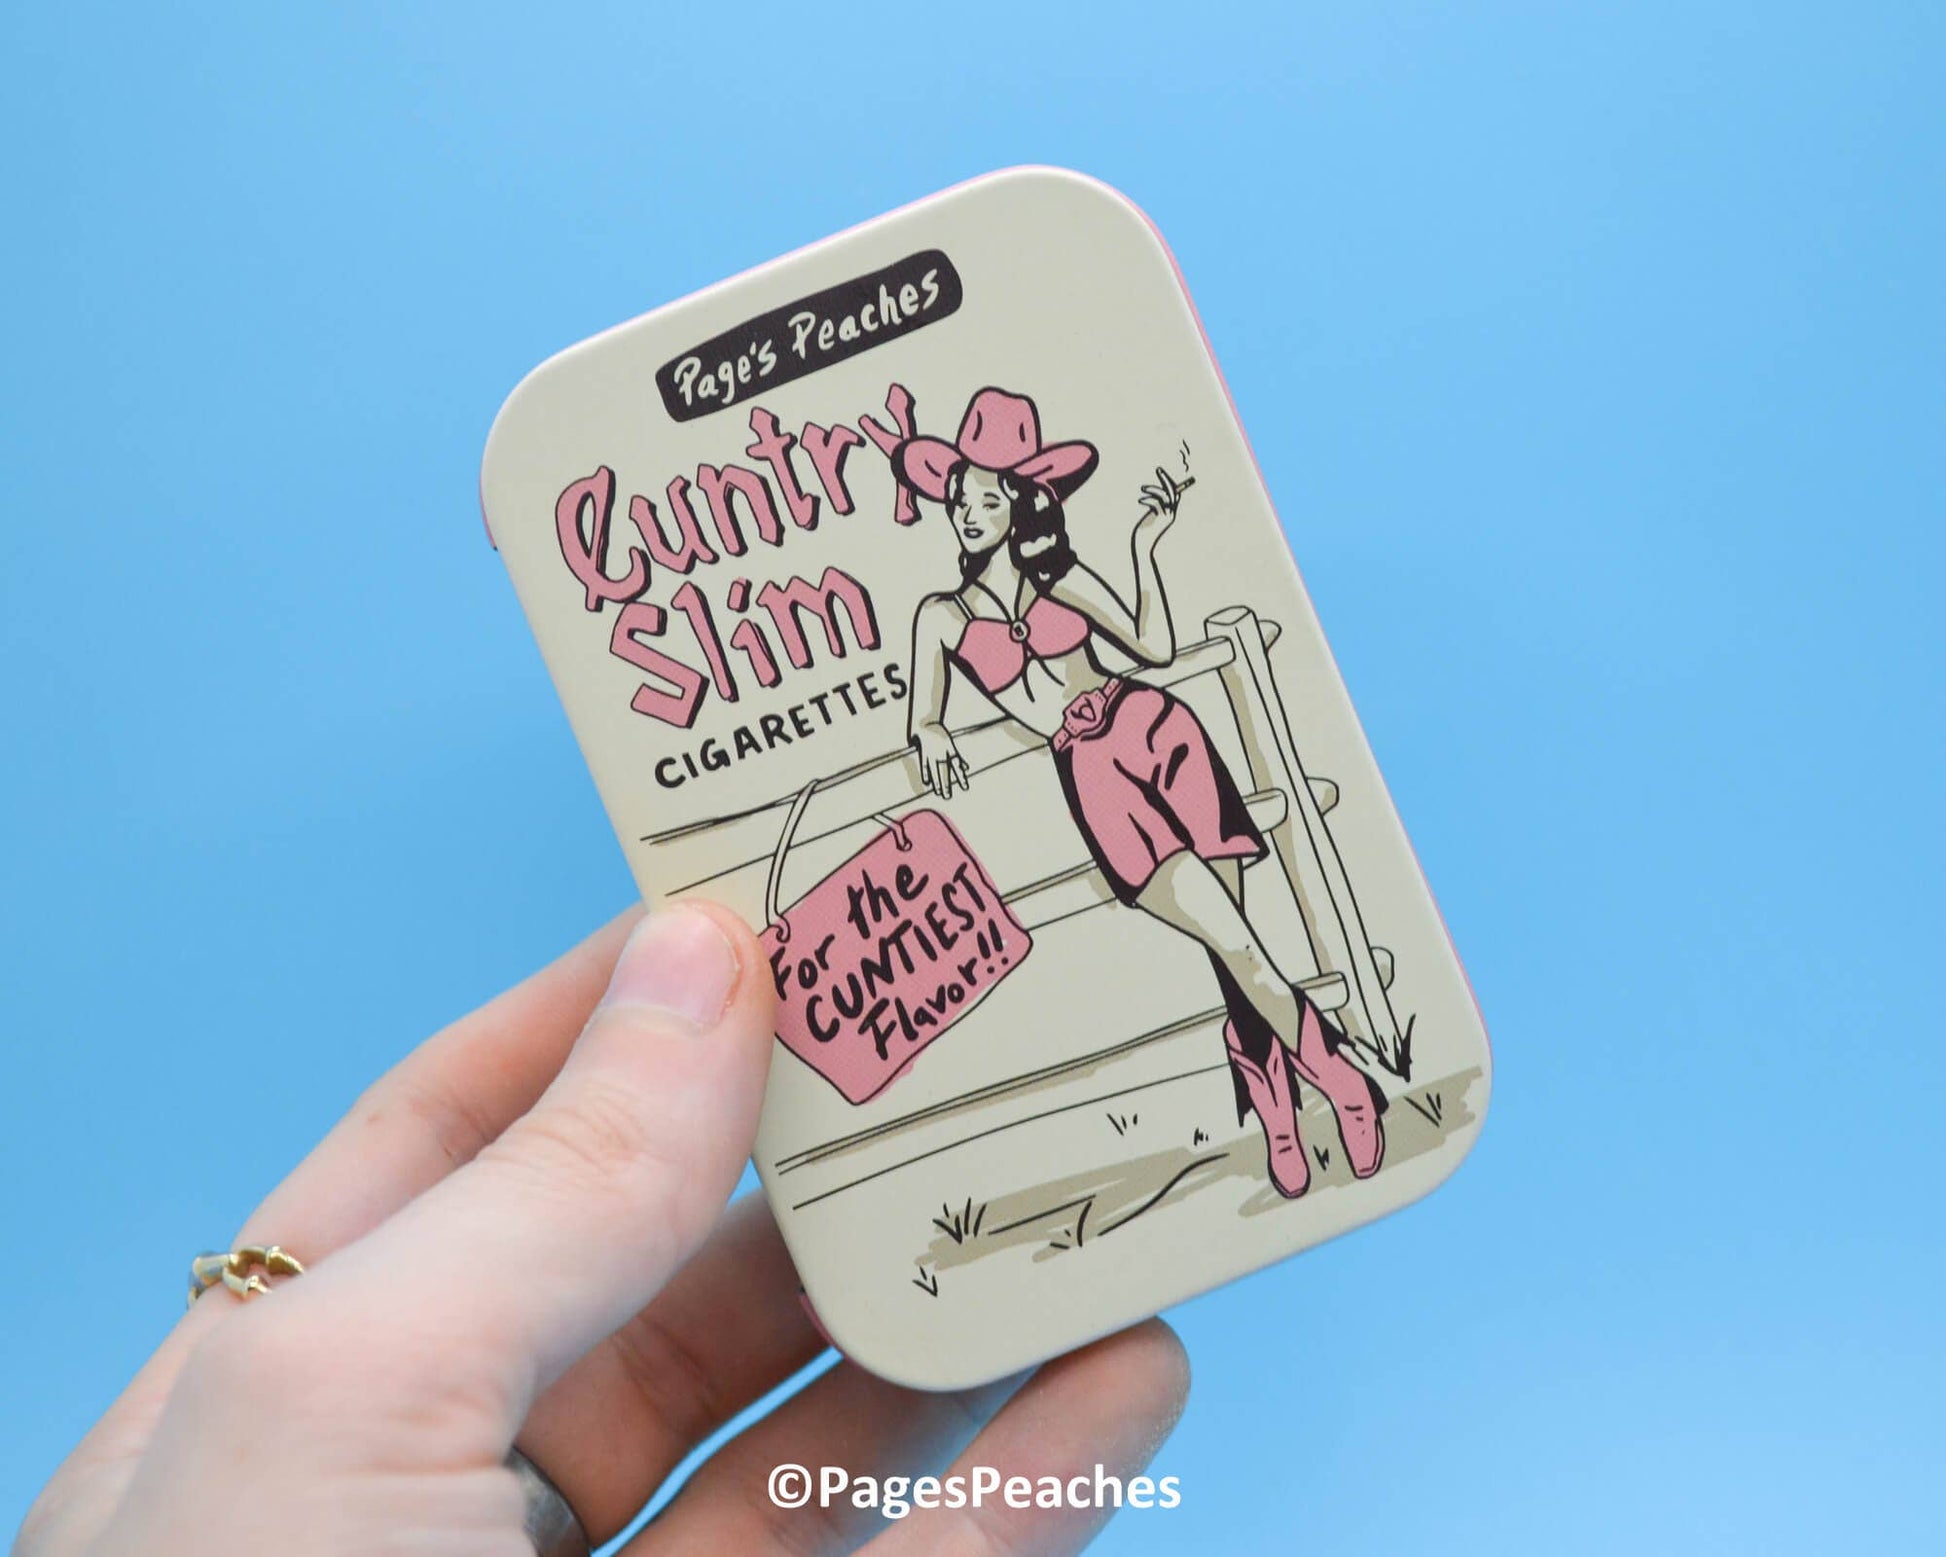 Page's Peaches
Cuntry
Slim
CIGARETTES
For the
CUNTIEST
Flavor!!
©PagesPeaches